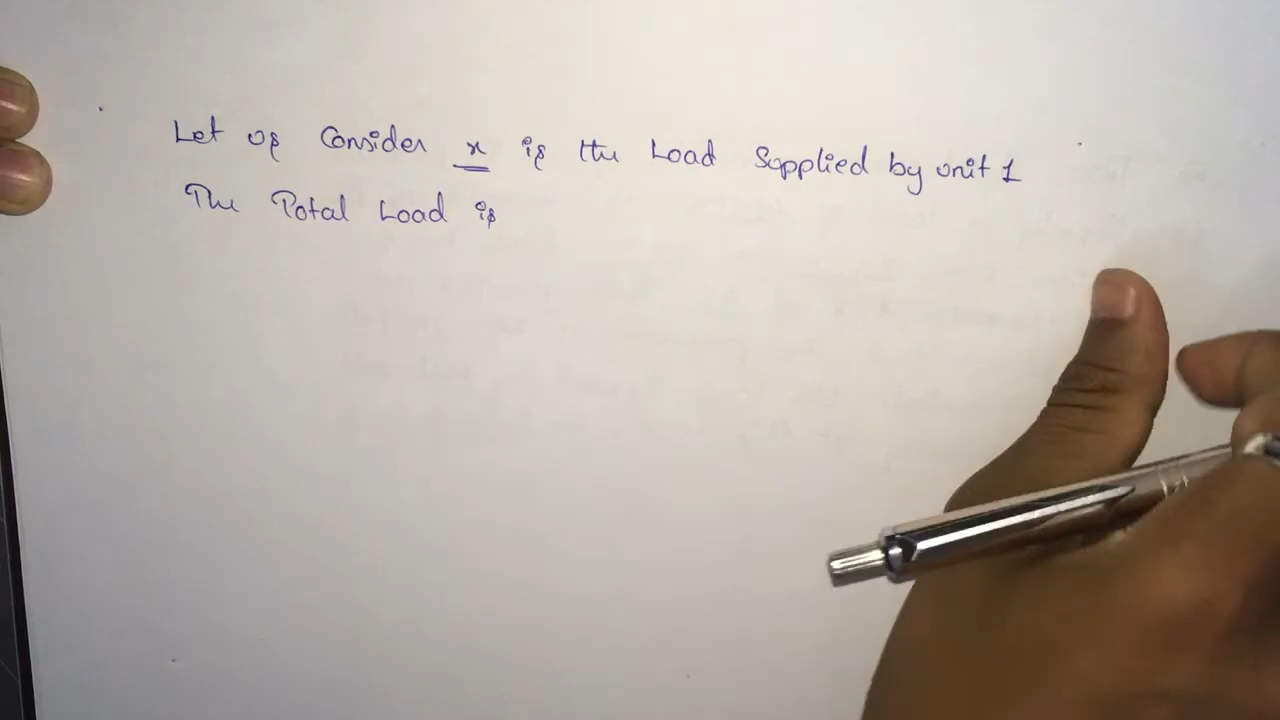 Let us Consider x is the Load Supplied by unit 1
The Total Load is